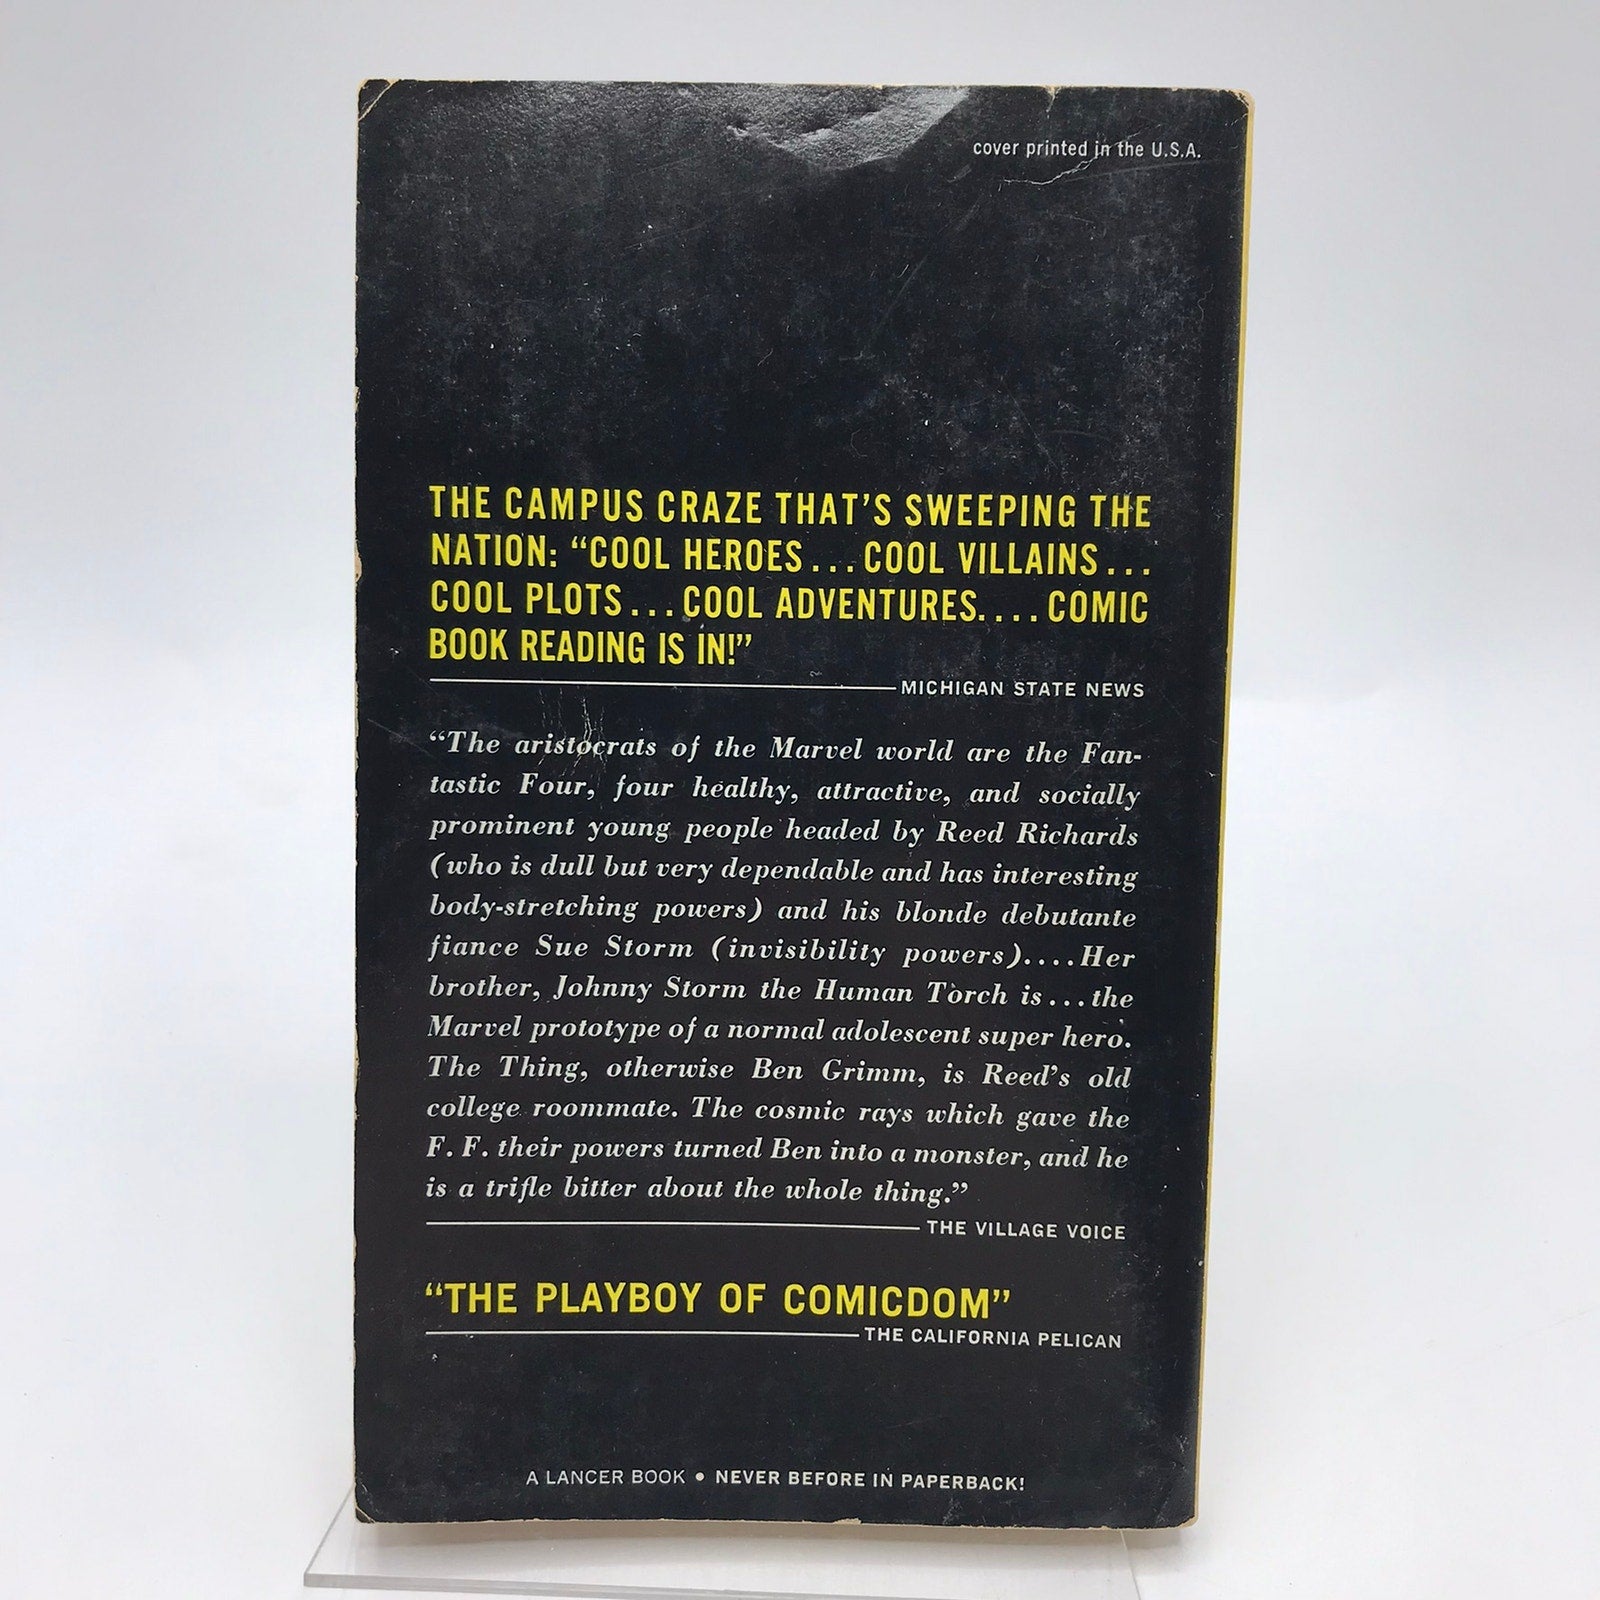 cover printed in the U.S.A.
THE CAMPUS CRAZE THAT'S SWEEPING THE
NATION: “COOL HEROES...COOL VILLAINS...
COOL PLOTS...COOL ADVENTURES....COMIC
BOOK READING IS IN!”
MICHIGAN STATE NEWS
“The aristocrats of the Marvel world are the Fan-
tastic Four, four healthy, attractive, and socially
prominent young people headed by Reed Richards
(who is dull but very dependable and has interesting
body-stretching powers) and his blonde debutante
fiance Sue Storm (invisibility powers)....Her
brother, Johnny Storm the Human Torch is...the
Marvel prototype of a normal adolescent super hero.
The Thing, otherwise Ben Grimm, is Reed's old
college roommate. The cosmic rays which gave the
F. F. their powers turned Ben into a monster, and he
is a trifle bitter about the whole thing.”
THE VILLAGE VOICE
“THE PLAYBOY OF COMICDOM”
THE CALIFORNIA PELICAN
A LANCER BOOK • NEVER BEFORE IN PAPERBACK!